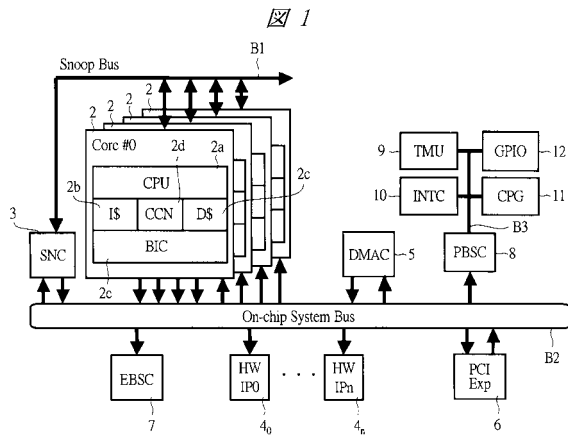 図 1
Snoop Bus
B1
2
2
2
2
Core #0
2d
2a
CPU
2b
I$
CCN
D$
2c
BIC
2e
3
SNC
9
TMU
GPIO
12
10
INTC
CPG
11
B3
DMAC
5
PBSC
8
On-chip System Bus
B2
EBSC
7
HW
IP0
4₀
· · · ·
HW
IPn
4ₙ
PCI
Exp
6